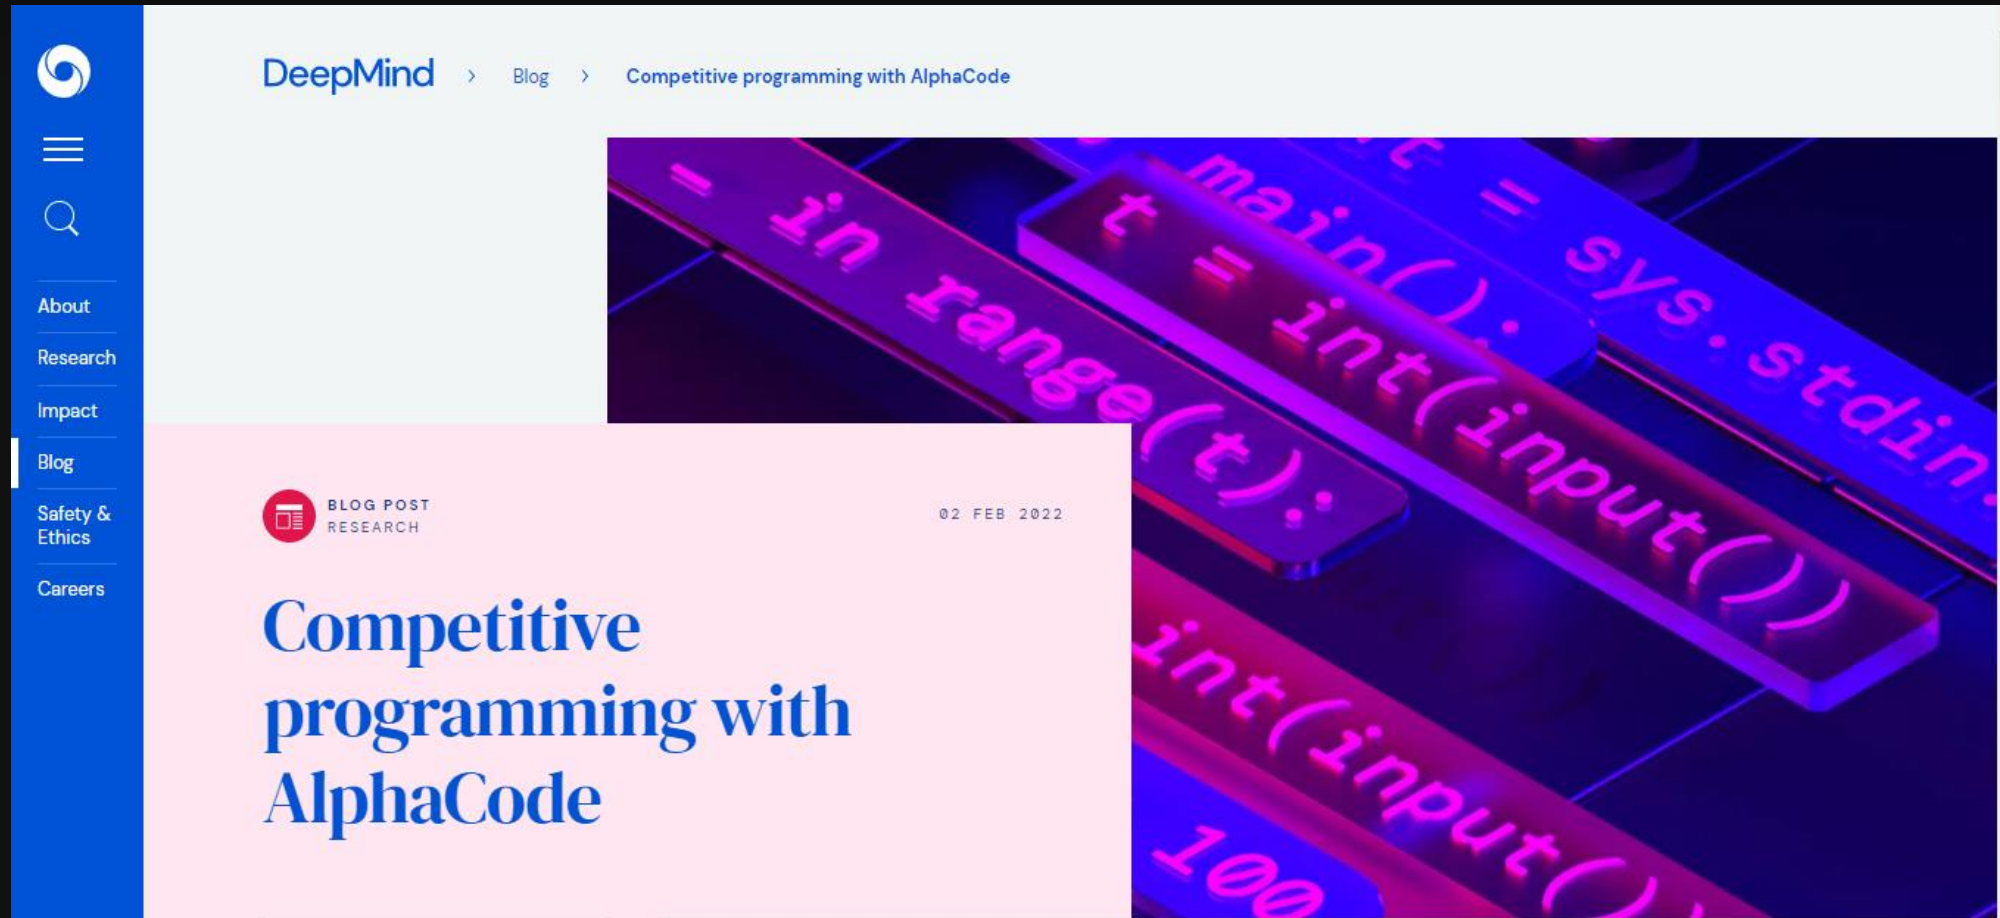 DeepMind > Blog > Competitive programming with AlphaCode
About
Research
Impact
Blog
Safety &
Ethics
Careers
BLOG POST
RESEARCH
02 FEB 2022
Competitive
programming with
AlphaCode
- in range(t):
main():
t = int(input())
t = sys.stdin.
int(input()
100